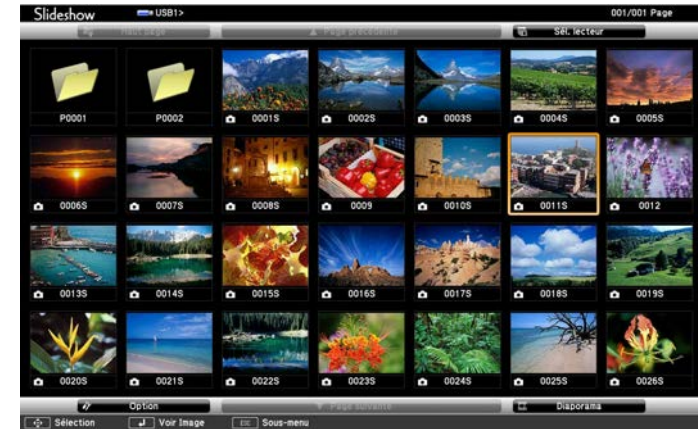 Slideshow USB1> 001/001 Page
Haut page Page précédente Sél. lecteur
P0001 P0002 0001S 0002S 0003S 0004S 0005S
0006S 0007S 0008S 0009 0010S 0011S 0012
0013S 0014S 0015S 0016S 0017S 0018S 0019S
0020S 0021S 0022S 0023S 0024S 0025S 0026S
Option Page suivante Diaporama
Sélection Voir Image ESC Sous-menu